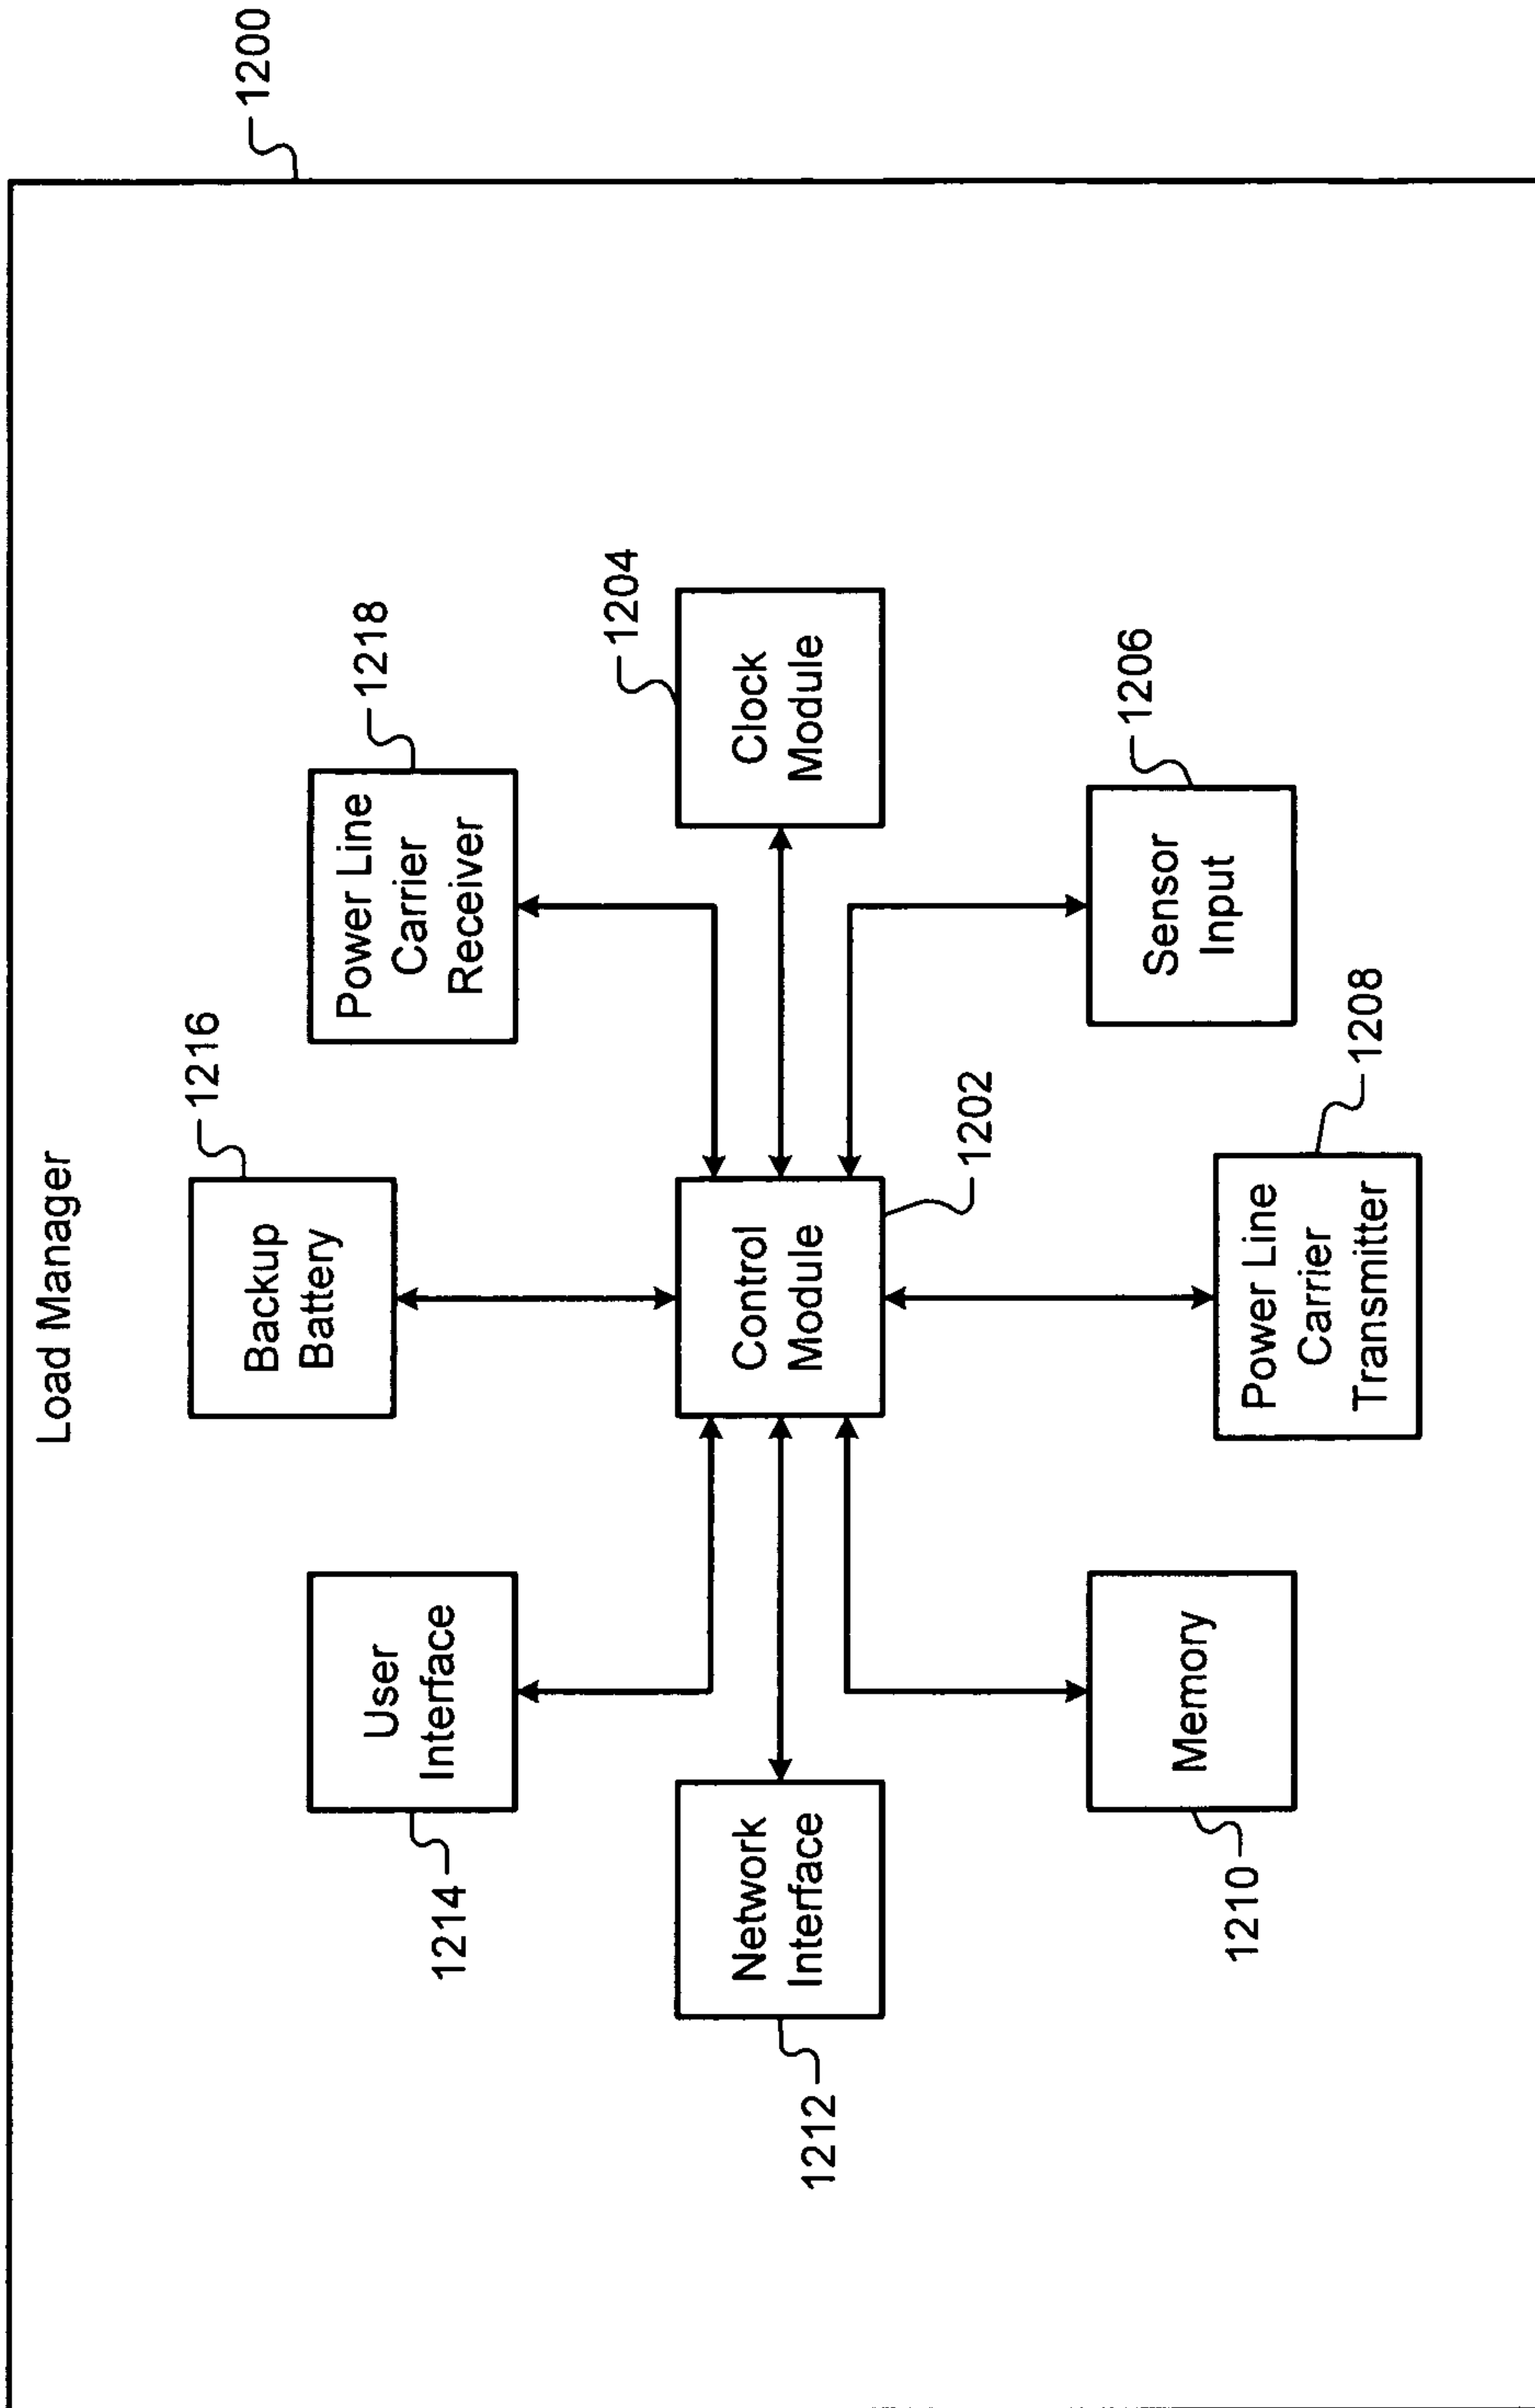 Load Manager
1200
Backup
Battery
1216
User
Interface
1214
Power Line
Carrier
Receiver
1218
Network
Interface
1212
Control
Module
1202
Clock
Module
1204
Memory
1210
Sensor
Input
1206
Power Line
Carrier
Transmitter
1208